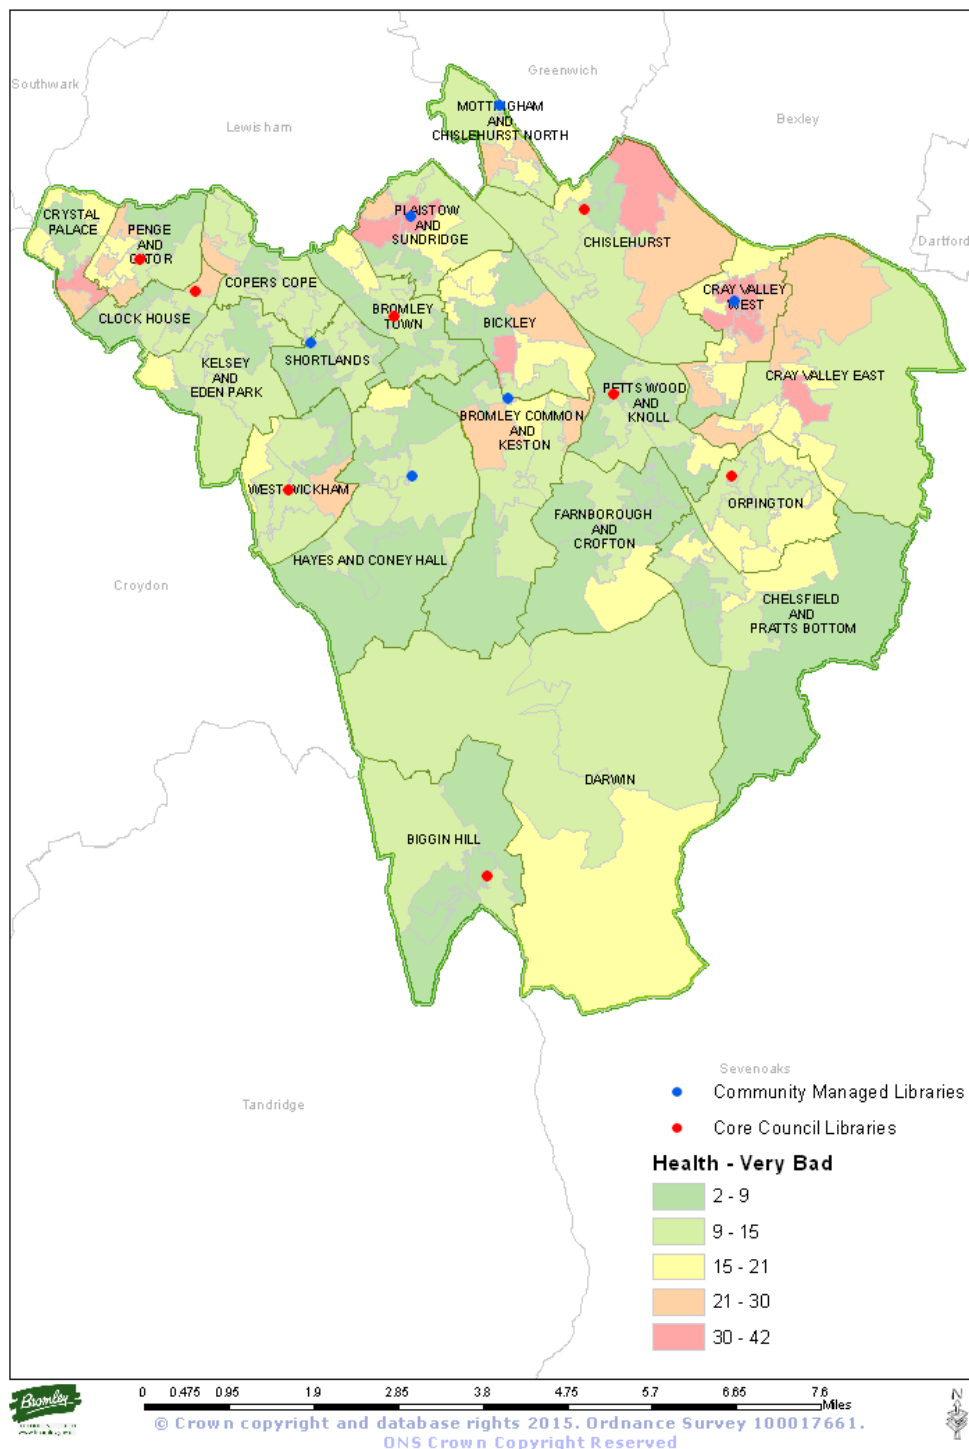 Southwark
Greenwich
Lewisham
Bexley
Dartford
MOTTINGHAM
AND
CHISLEHURST NORTH
CRYSTAL
PALACE
PENGE
AND
CATOR
PLAISTOW
AND
SUNDRIDGE
CHISLEHURST
COPERS COPE
CRAY VALLEY
WEST
CLOCK HOUSE
BROMLEY
TOWN
BICKLEY
SHORTLANDS
KELSEY
AND
EDEN PARK
CRAY VALLEY EAST
PETTS WOOD
AND
KNOLL
BROMLEY COMMON
AND
KESTON
WEST WICKHAM
ORPINGTON
FARNBOROUGH
AND
CROFTON
HAYES AND CONEY HALL
Croydon
CHELSFIELD
AND
PRATTS BOTTOM
DARWIN
BIGGIN HILL
Sevenoaks
Tandridge
Community Managed Libraries
Core Council Libraries
Health - Very Bad
2 - 9
9 - 15
15 - 21
21 - 30
30 - 42
Bromley
0 0.475 0.95 1.9 2.85 3.8 4.75 5.7 6.65 7.6
Miles
N
© Crown copyright and database rights 2015. Ordnance Survey 100017661.
ONS Crown Copyright Reserved